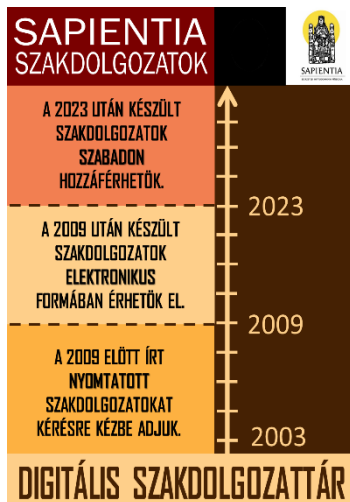 SAPIENTIA
SZAKDOLGOZATOK
SAPIENTIA
A 2023 UTÁN KÉSZÜLT
SZAKDOLGOZATOK
SZABADON
HOZZÁFÉRHETŐK.
2023
A 2009 UTÁN KÉSZÜLT
SZAKDOLGOZATOK
ELEKTRONIKUS
FORMÁBAN ÉRHETŐK EL.
2009
A 2009 ELŐTT ÍRT
NYOMTATOTT
SZAKDOLGOZATOKAT
KÉRÉSRE KÉZBE ADJUK.
2003
DIGITÁLIS SZAKDOLGOZATTÁR